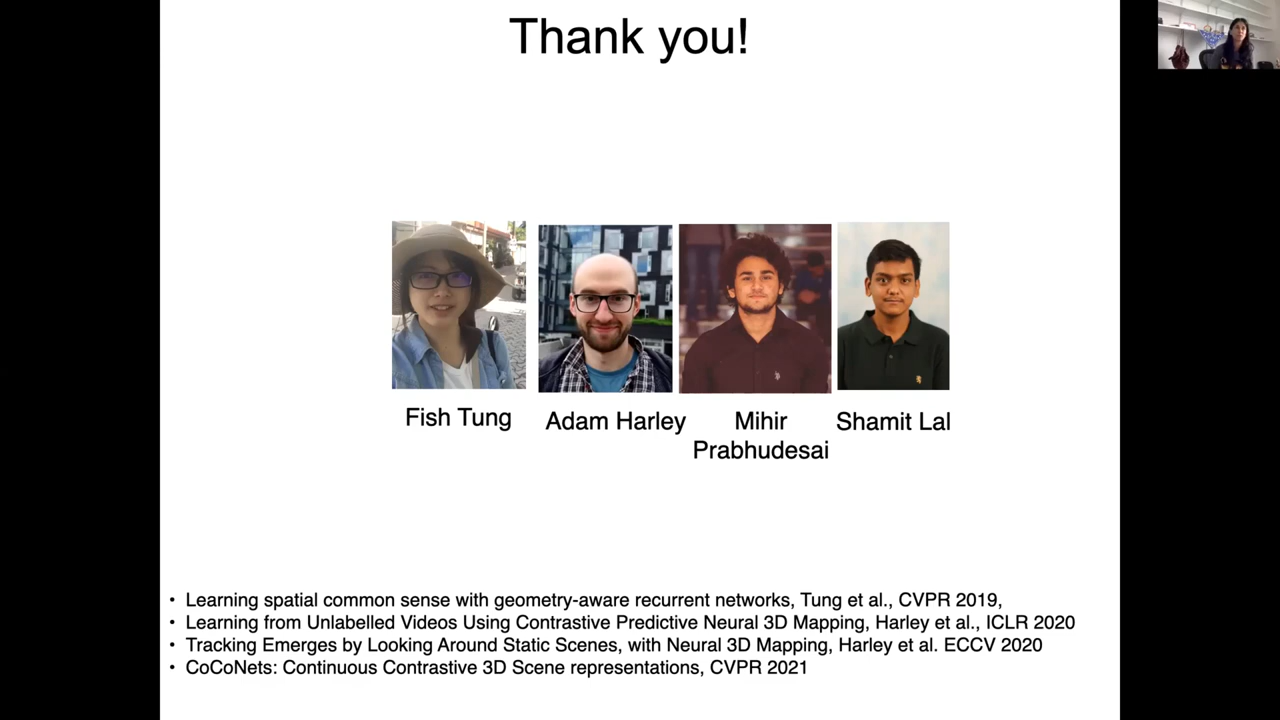 Thank you!
Fish Tung
Adam Harley
Mihir
Prabhudesai
Shamit Lal
• Learning spatial common sense with geometry-aware recurrent networks, Tung et al., CVPR 2019,
• Learning from Unlabelled Videos Using Contrastive Predictive Neural 3D Mapping, Harley et al., ICLR 2020
• Tracking Emerges by Looking Around Static Scenes, with Neural 3D Mapping, Harley et al. ECCV 2020
• CoCoNets: Continuous Contrastive 3D Scene representations, CVPR 2021